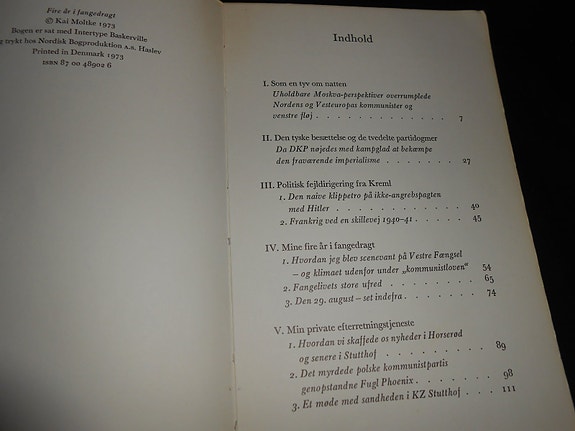 Fire år i fangedragt
© Kai Moltke 1973
Bogen er sat med Intertype Baskerville
trykt hos Nordisk Bogproduktion a.s. Haslev
Printed in Denmark 1973
ISBN 87 00 48902 6
Indhold
I. Som en tyv om natten
Uholdbare Moskva-perspektiver overrumplede
Nordens og Vesteuropas kommunister og
venstre fløj . . . . . . . . . . . . . 7
II. Den tyske besættelse og de tvedelte partidogmer
Da DKP nøjedes med kampglad at bekæmpe
den fraværende imperialisme . . . . . . . . 27
III. Politisk fejldirigering fra Kreml
1. Den naive klippetro på ikke-angrebspagten
med Hitler . . . . . . . . . . . 40
2. Frankrig ved en skillevej 1940-41 . . . . . 45
IV. Mine fire år i fangedragt
1. Hvordan jeg blev scenevant på Vestre Fængsel
– og klimaet udenfor under „kommunistloven“ 54
2. Fangelivets store ufred . . . . . . . . 65
3. Den 29. august – set indefra . . . . . . 74
V. Min private efterretningstjeneste
1. Hvordan vi skaffede os nyheder i Horserød
og senere i Stutthof . . . . . . . . . 89
2. Det myrdede polske kommunistpartis
genopstandne Fugl Phoenix . . . . . . . 98
3. Et møde med sandheden i KZ Stutthof . . . . 111